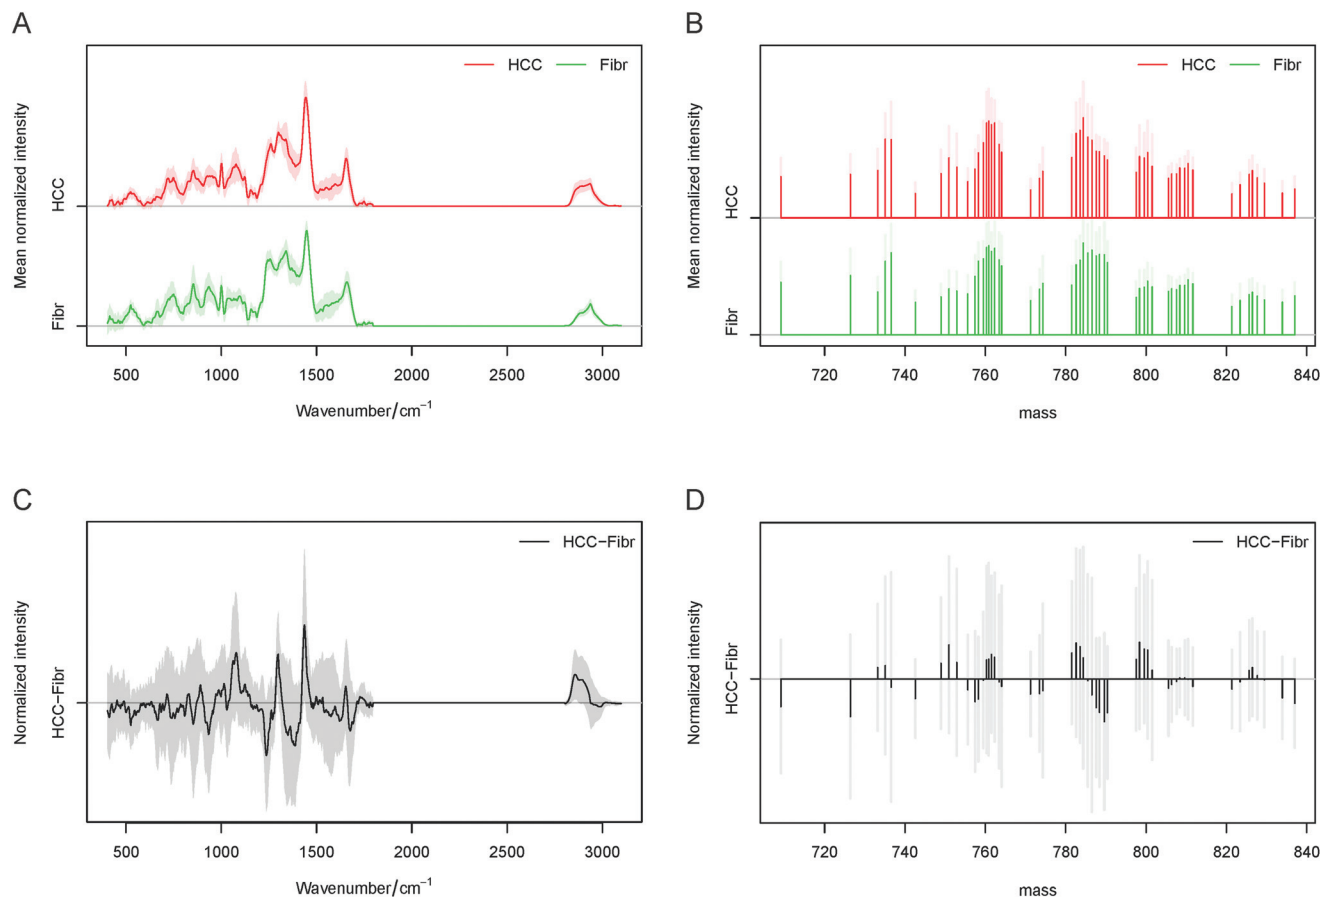 A
HCC Fibr
Mean normalized intensity
HCC
Fibr
500 1000 1500 2000 2500 3000
Wavenumber/cm⁻¹
B
HCC Fibr
Mean normalized intensity
HCC
Fibr
720 740 760 780 800 820 840
mass
C
HCC−Fibr
Normalized intensity
HCC−Fibr
500 1000 1500 2000 2500 3000
Wavenumber/cm⁻¹
D
HCC−Fibr
Normalized intensity
HCC−Fibr
720 740 760 780 800 820 840
mass